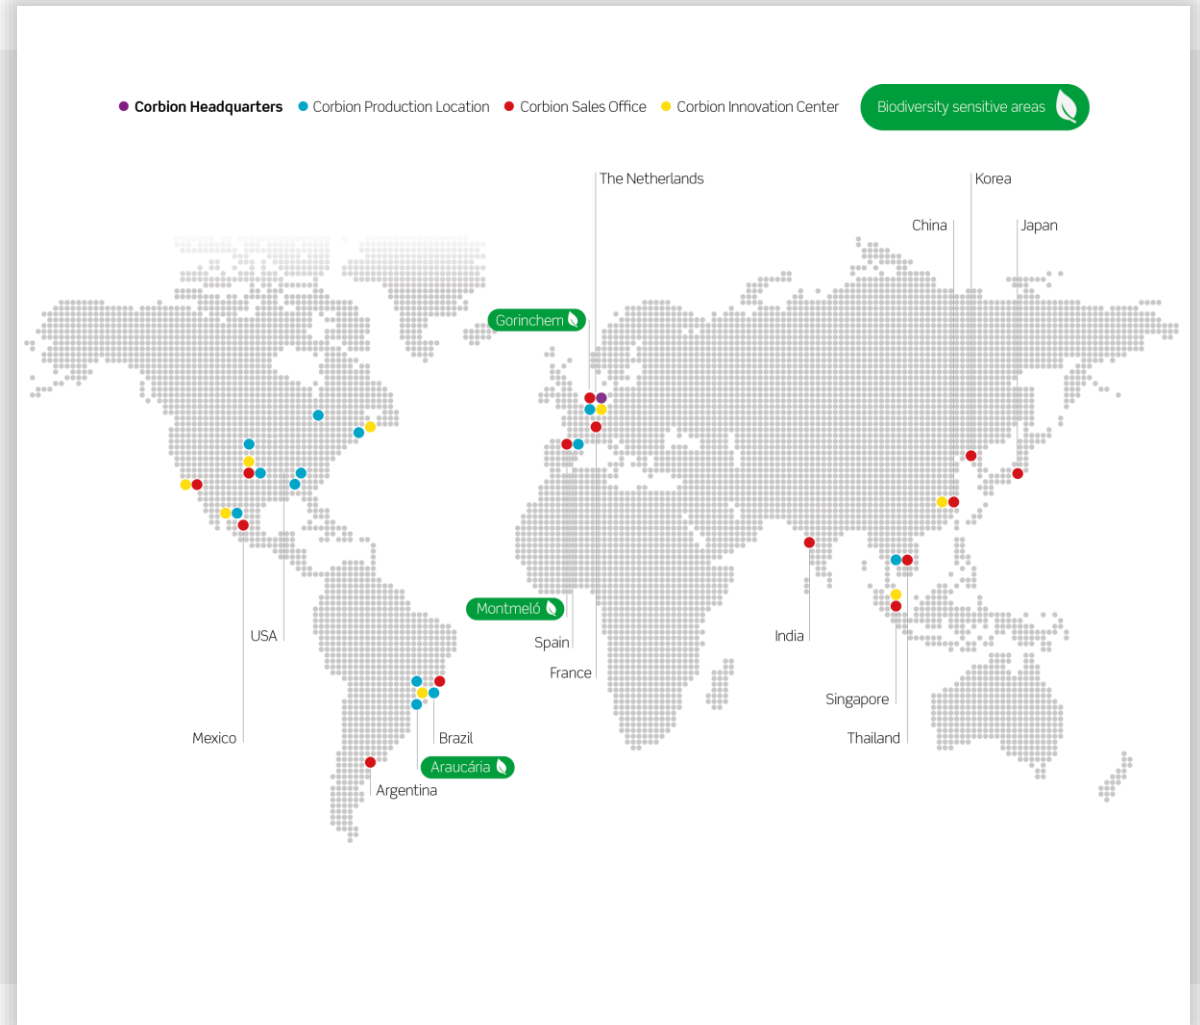 Corbion Headquarters
Corbion Production Location
Corbion Sales Office
Corbion Innovation Center
Biodiversity sensitive areas
The Netherlands
Korea
China
Japan
Gorinchem
Montmeló
USA
Spain
India
France
Singapore
Mexico
Brazil
Thailand
Araucária
Argentina